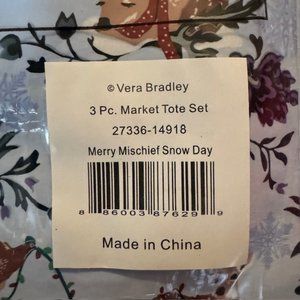 © Vera Bradley
3 Pc. Market Tote Set
27336-14918
Merry Mischief Snow Day
8 86003 87629 9
Made in China